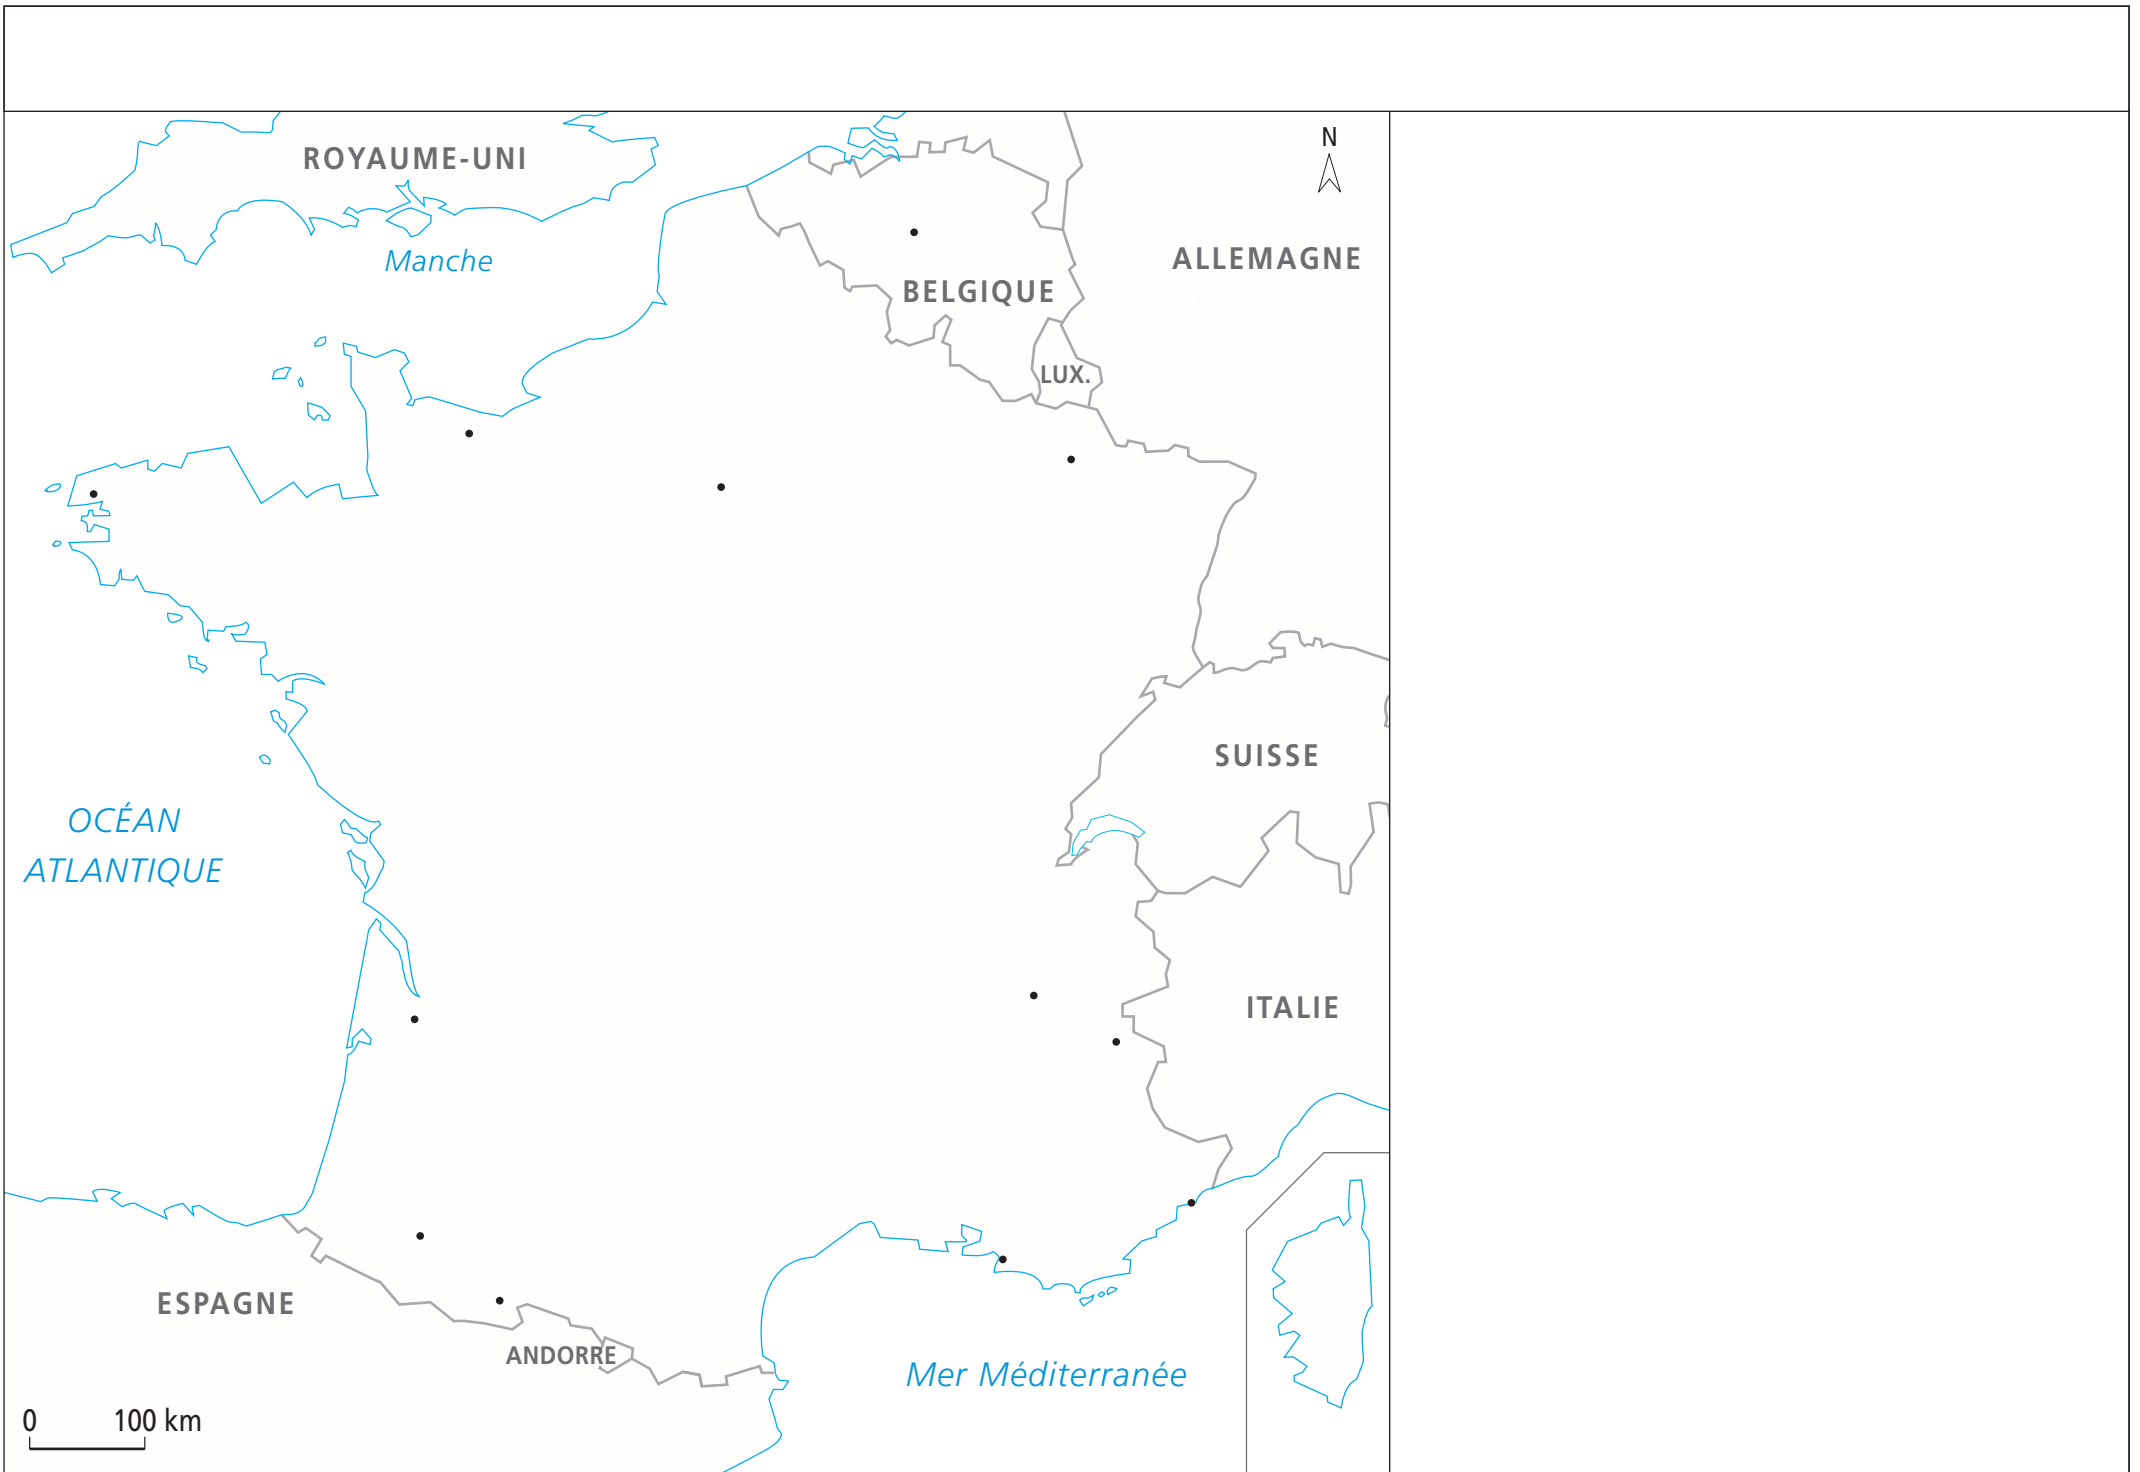 N
ROYAUME-UNI
Manche
ALLEMAGNE
BELGIQUE
LUX.
SUISSE
OCÉAN
ATLANTIQUE
ITALIE
ESPAGNE
ANDORRE
Mer Méditerranée
0 100 km